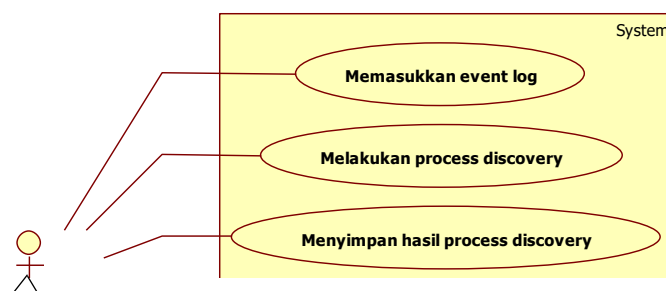 System
Memasukkan event log
Melakukan process discovery
Menyimpan hasil process discovery